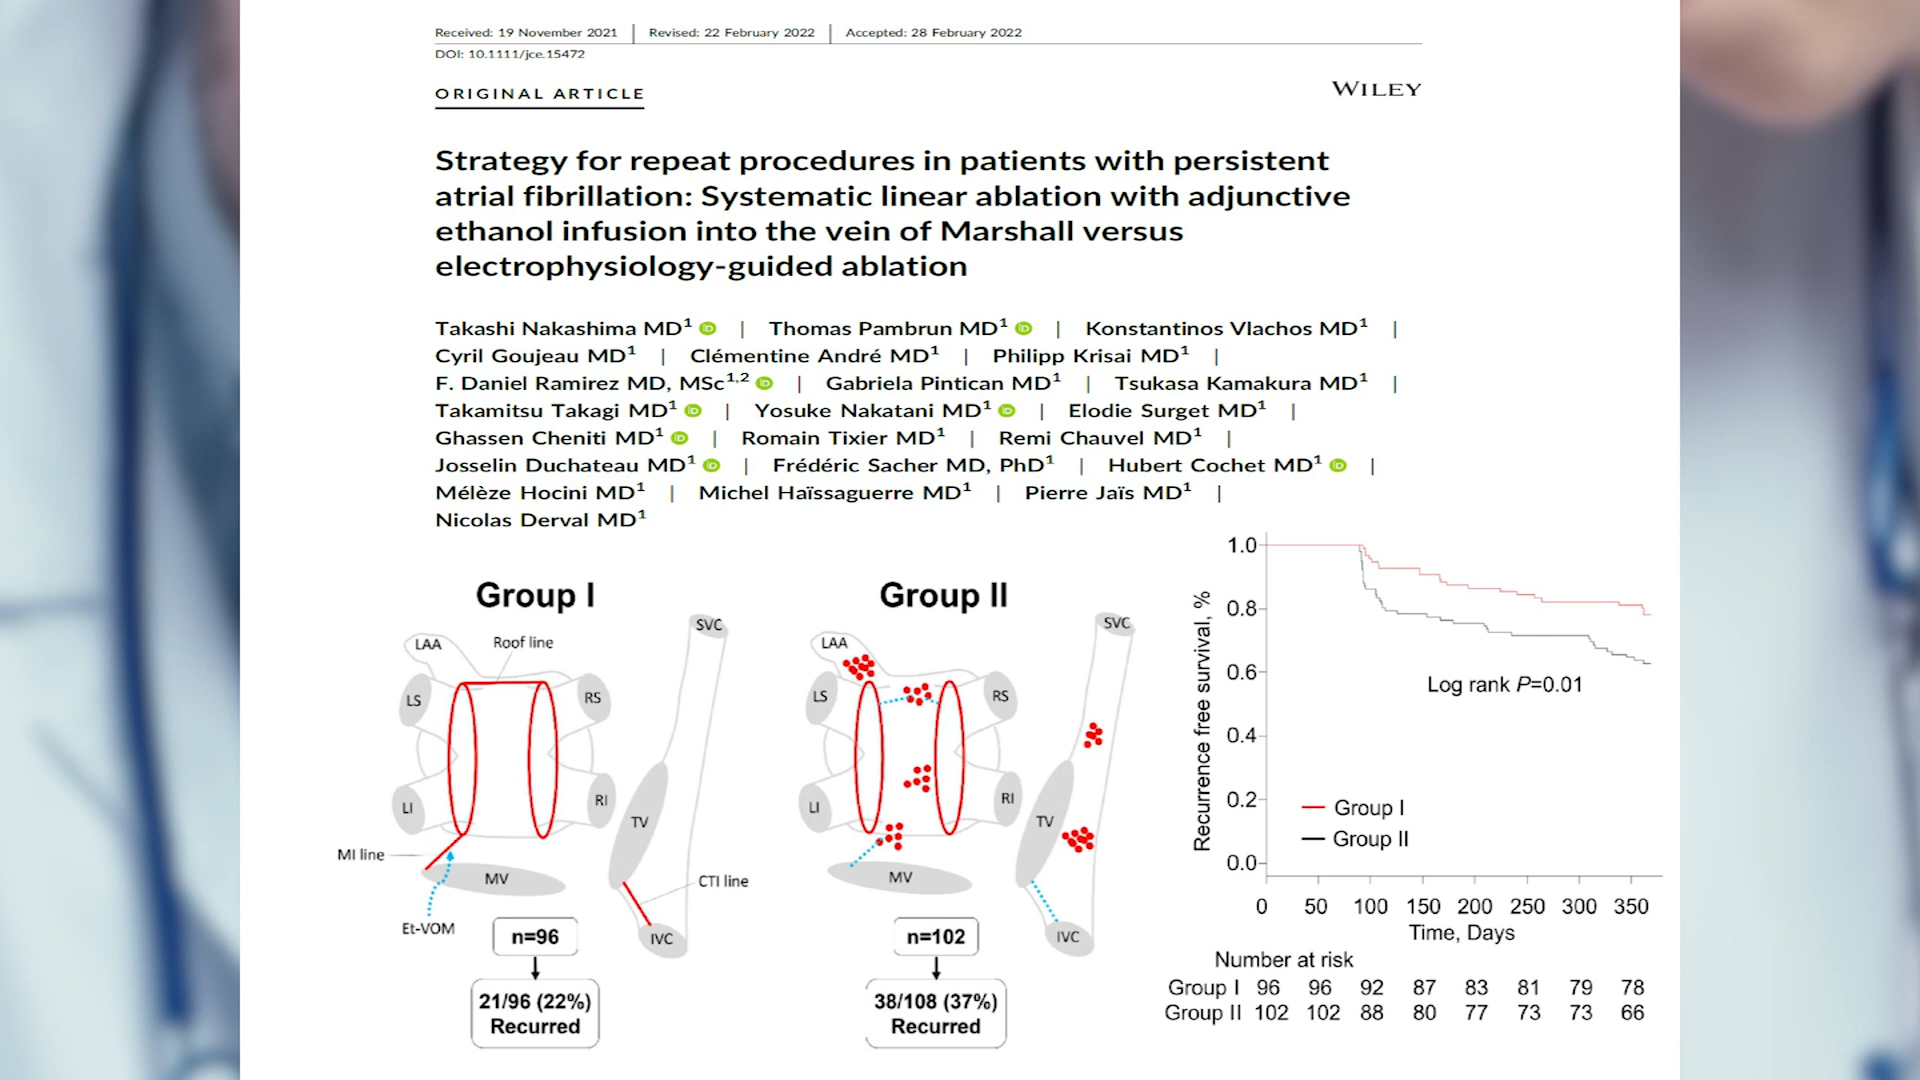 Received: 19 November 2021 | Revised: 22 February 2022 | Accepted: 28 February 2022
DOI: 10.1111/jce.15472
ORIGINAL ARTICLE
WILEY
Strategy for repeat procedures in patients with persistent
atrial fibrillation: Systematic linear ablation with adjunctive
ethanol infusion into the vein of Marshall versus
electrophysiology-guided ablation
Takashi Nakashima MD1 | Thomas Pambrun MD1 | Konstantinos Vlachos MD1 |
Cyril Goujeau MD1 | Clémentine André MD1 | Philipp Krisai MD1 |
F. Daniel Ramirez MD, MSc1,2 | Gabriela Pintican MD1 | Tsukasa Kamakura MD1 |
Takamitsu Takagi MD1 | Yosuke Nakatani MD1 | Elodie Surget MD1 |
Ghassen Cheniti MD1 | Romain Tixier MD1 | Remi Chauvel MD1 |
Josselin Duchateau MD1 | Frédéric Sacher MD, PhD1 | Hubert Cochet MD1 |
Mélèze Hocini MD1 | Michel Haïssaguerre MD1 | Pierre Jaïs MD1 |
Nicolas Derval MD1
Group I
LAA
Roof line
SVC
LS
RS
LI
RI
TV
MI line
MV
CTI line
Et-VOM
IVC
n=96
21/96 (22%)
Recurred
Group II
LAA
SVC
LS
RS
LI
RI
TV
MV
IVC
n=102
38/108 (37%)
Recurred
Recurrence free survival, %
1.0
0.8
0.6
0.4
0.2
0.0
Log rank P=0.01
Group I
Group II
0 50 100 150 200 250 300 350
Time, Days
Number at risk
Group I 96 96 92 87 83 81 79 78
Group II 102 102 88 80 77 73 73 66